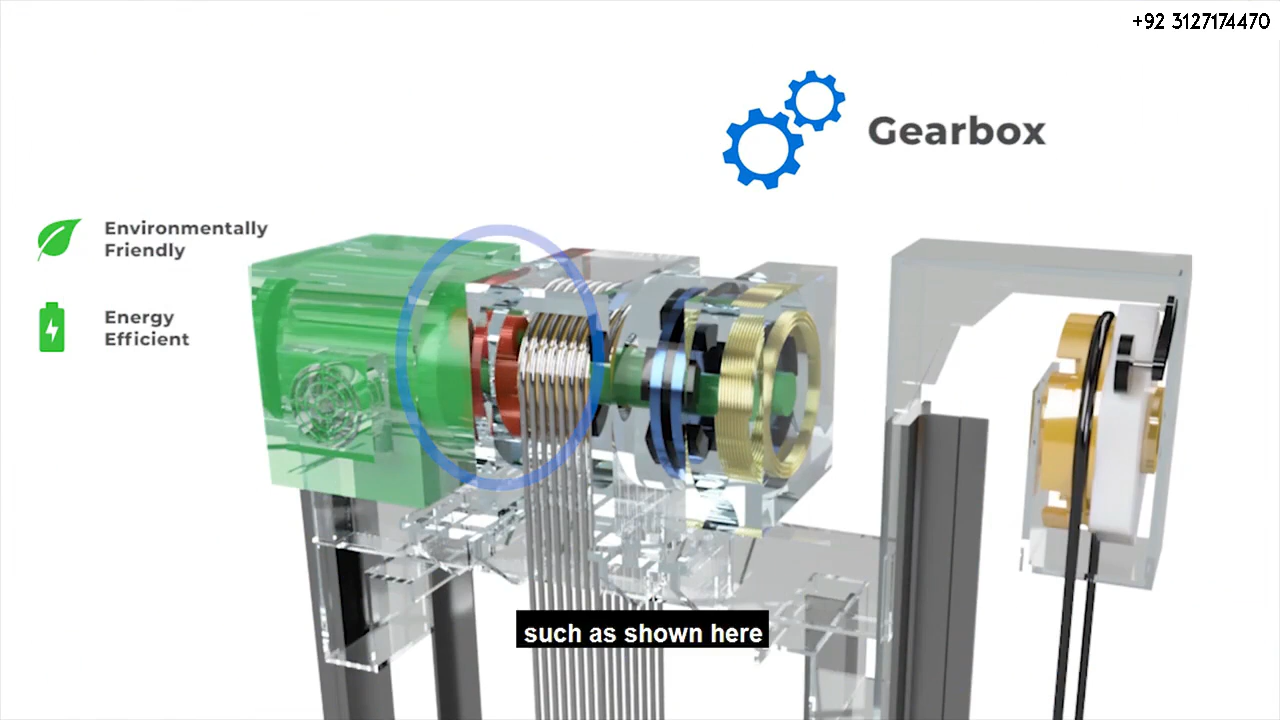 +92 3127174470
Gearbox
Environmentally
Friendly
Energy
Efficient
such as shown here